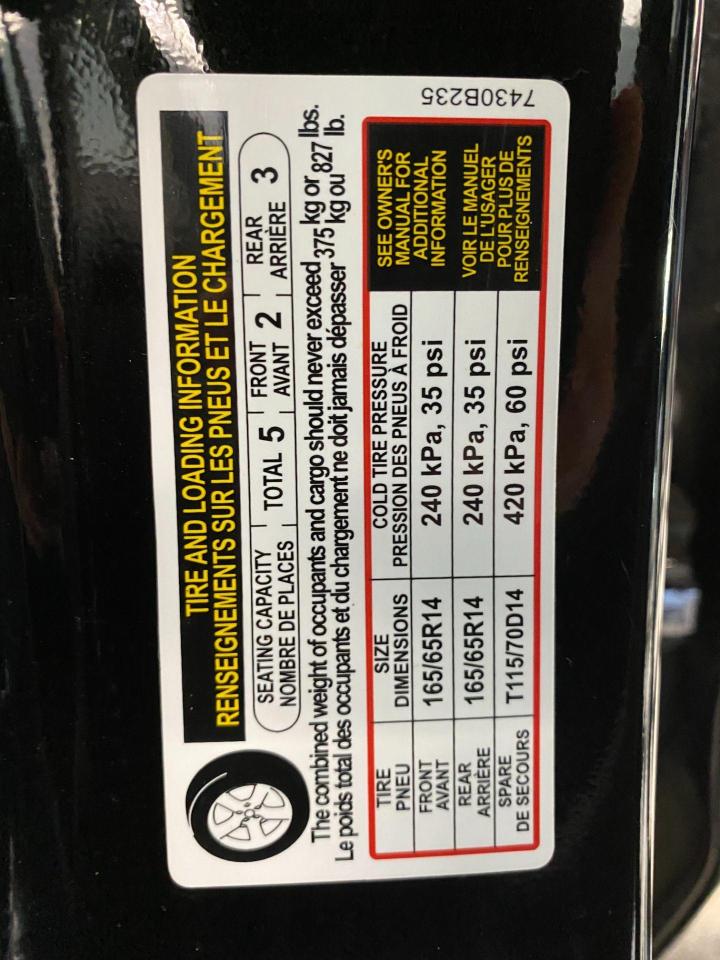 TIRE AND LOADING INFORMATION
RENSEIGNEMENTS SUR LES PNEUS ET LE CHARGEMENT
SEATING CAPACITY
NOMBRE DE PLACES
TOTAL 5
FRONT
AVANT 2
REAR
ARRIÈRE 3
The combined weight of occupants and cargo should never exceed 375 kg or 827 lbs.
Le poids total des occupants et du chargement ne doit jamais dépasser 375 kg ou 827 lb.
TIRE
PNEU
SIZE
DIMENSIONS
COLD TIRE PRESSURE
PRESSION DES PNEUS À FROID
FRONT
AVANT
165/65R14
240 kPa, 35 psi
REAR
ARRIÈRE
165/65R14
240 kPa, 35 psi
SPARE
DE SECOURS
T115/70D14
420 kPa, 60 psi
SEE OWNER'S
MANUAL FOR
ADDITIONAL
INFORMATION
VOIR LE MANUEL
DE L'USAGER
POUR PLUS DE
RENSEIGNEMENTS
7430B235